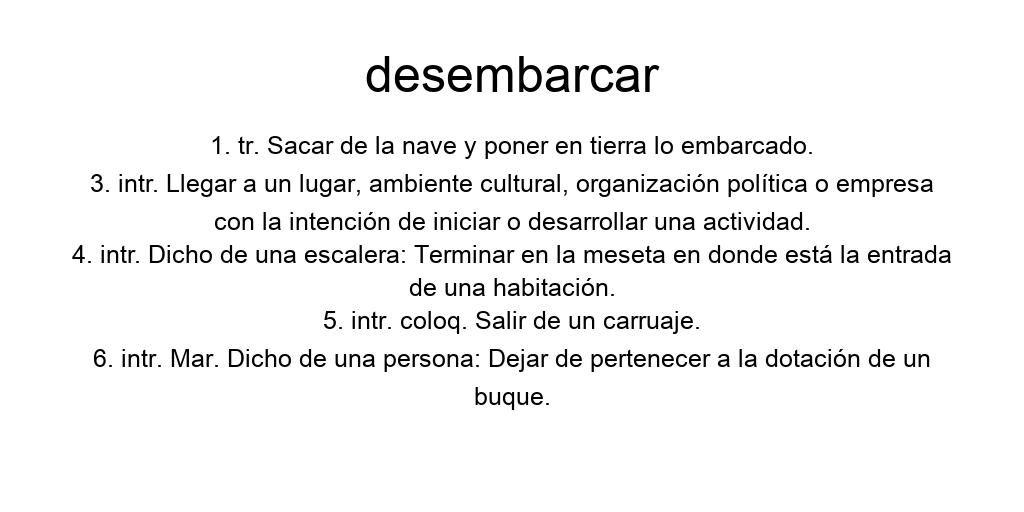 desembarcar
1. tr. Sacar de la nave y poner en tierra lo embarcado.
3. intr. Llegar a un lugar, ambiente cultural, organización política o empresa
con la intención de iniciar o desarrollar una actividad.
4. intr. Dicho de una escalera: Terminar en la meseta en donde está la entrada
de una habitación.
5. intr. coloq. Salir de un carruaje.
6. intr. Mar. Dicho de una persona: Dejar de pertenecer a la dotación de un
buque.